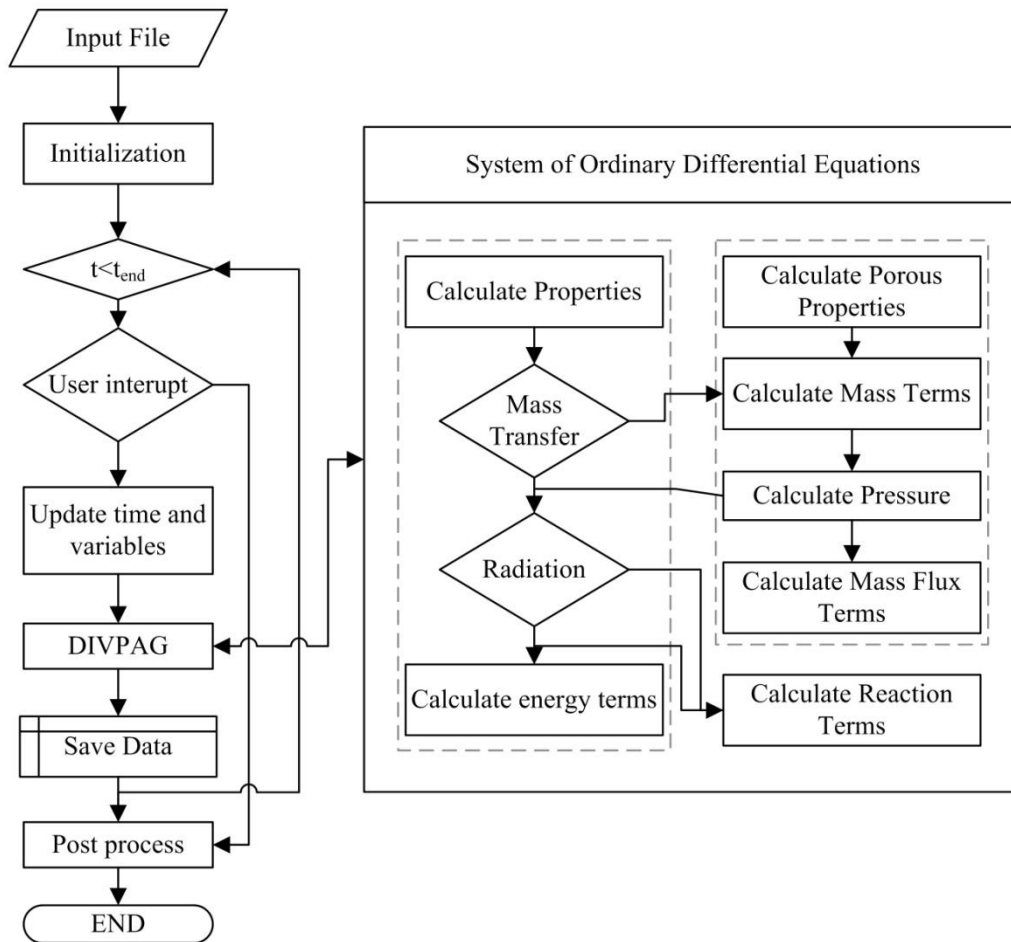 Input File
Initialization
t<tend
User interupt
Update time and
variables
DIVPAG
Save Data
Post process
END
System of Ordinary Differential Equations
Calculate Properties
Mass
Transfer
Radiation
Calculate energy terms
Calculate Porous
Properties
Calculate Mass Terms
Calculate Pressure
Calculate Mass Flux
Terms
Calculate Reaction
Terms